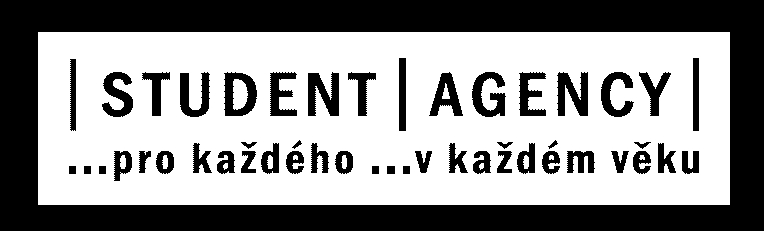 | STUDENT | AGENCY |
...pro každého ...v každém věku